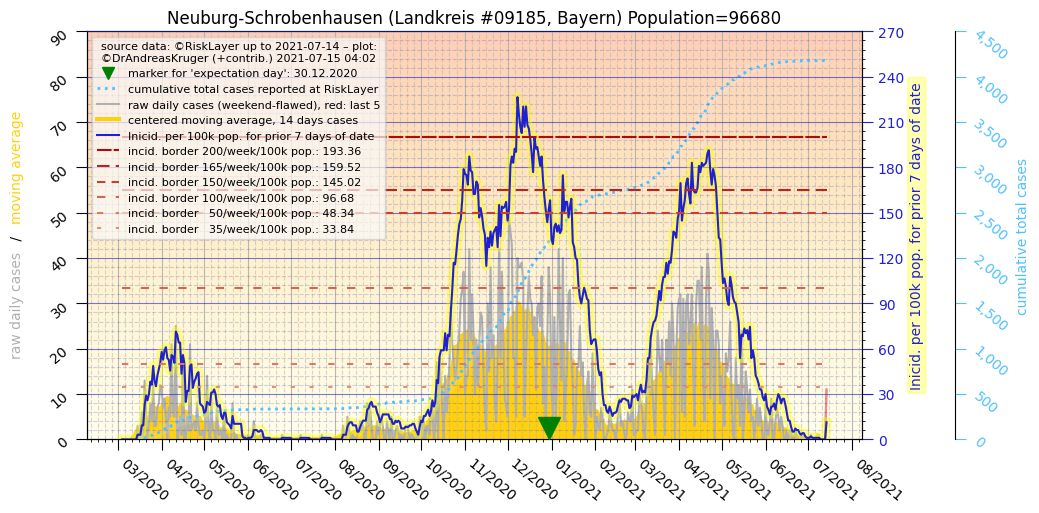 Neuburg-Schrobenhausen (Landkreis #09185, Bayern) Population=96680
source data: ©RiskLayer up to 2021-07-14 – plot:
©DrAndreasKruger (+contrib.) 2021-07-15 04:02
marker for 'expectation day': 30.12.2020
cumulative total cases reported at RiskLayer
raw daily cases (weekend-flawed), red: last 5
centered moving average, 14 days cases
Inicid. per 100k pop. for prior 7 days of date
incid. border 200/week/100k pop.: 193.36
incid. border 165/week/100k pop.: 159.52
incid. border 150/week/100k pop.: 145.02
incid. border 100/week/100k pop.: 96.68
incid. border   50/week/100k pop.: 48.34
incid. border   35/week/100k pop.: 33.84
raw daily cases / moving average
90
80
70
60
50
40
30
20
10
0
03/2020
04/2020
05/2020
06/2020
07/2020
08/2020
09/2020
10/2020
11/2020
12/2020
01/2021
02/2021
03/2021
04/2021
05/2021
06/2021
07/2021
08/2021
270
240
210
180
150
120
90
60
30
0
Inicid. per 100k pop. for prior 7 days of date
4,500
4,000
3,500
3,000
2,500
2,000
1,500
1,000
500
0
cumulative total cases